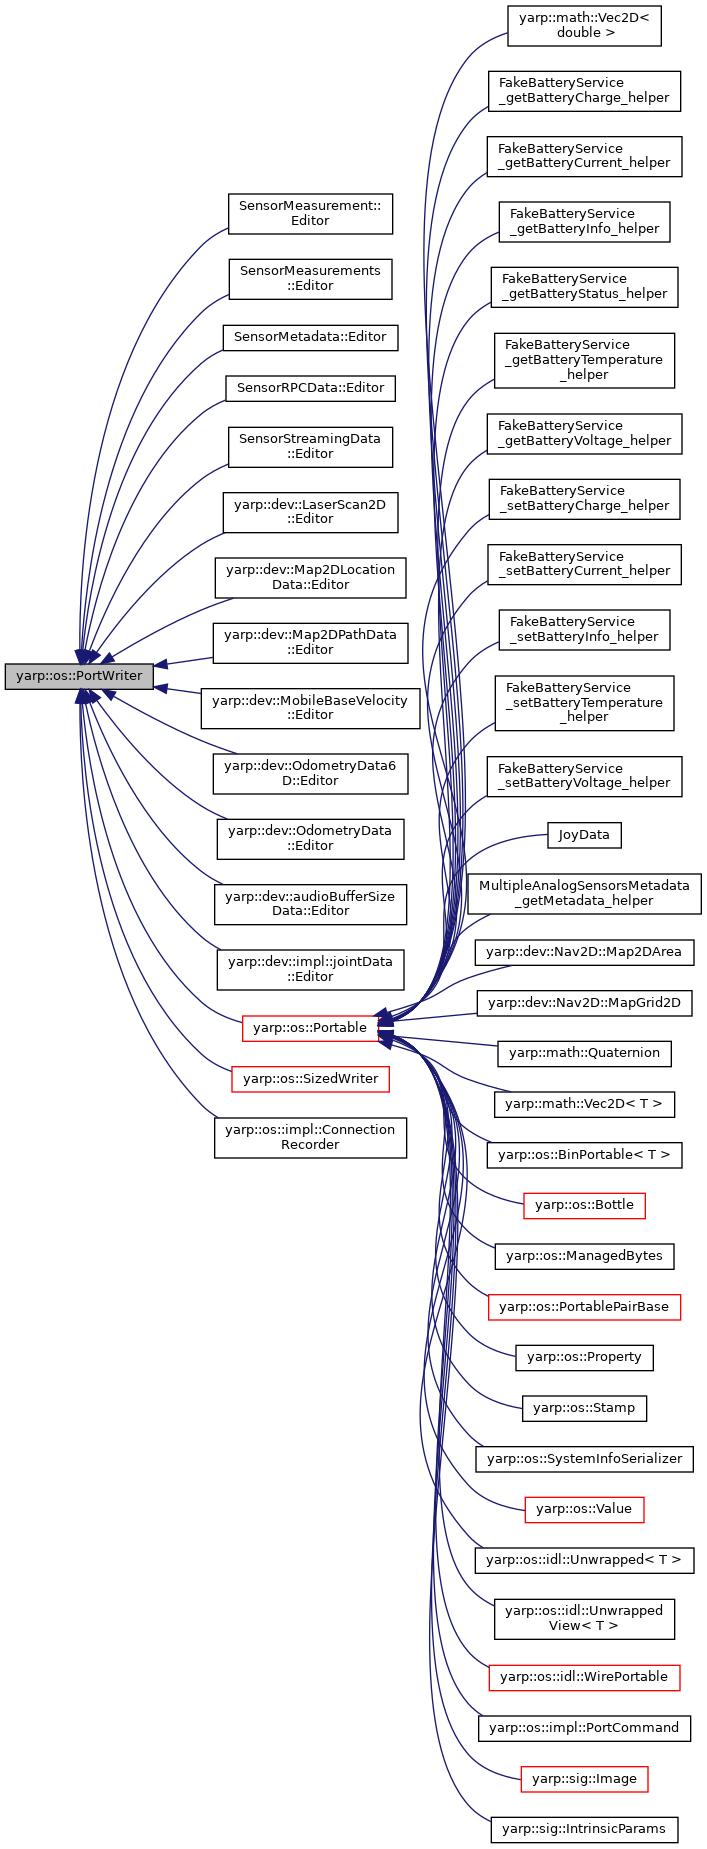 yarp::os::PortWriter
SensorMeasurement::
Editor
SensorMeasurements
::Editor
SensorMetadata::Editor
SensorRPCData::Editor
SensorStreamingData
::Editor
yarp::dev::LaserScan2D
::Editor
yarp::dev::Map2DLocation
Data::Editor
yarp::dev::Map2DPathData
::Editor
yarp::dev::MobileBaseVelocity
::Editor
yarp::dev::OdometryData6
D::Editor
yarp::dev::OdometryData
::Editor
yarp::dev::audioBufferSize
Data::Editor
yarp::dev::impl::jointData
::Editor
yarp::os::Portable
yarp::os::SizedWriter
yarp::os::impl::Connection
Recorder
yarp::math::Vec2D<
double >
FakeBatteryService
_getBatteryCharge_helper
FakeBatteryService
_getBatteryCurrent_helper
FakeBatteryService
_getBatteryInfo_helper
FakeBatteryService
_getBatteryStatus_helper
FakeBatteryService
_getBatteryTemperature
_helper
FakeBatteryService
_getBatteryVoltage_helper
FakeBatteryService
_setBatteryCharge_helper
FakeBatteryService
_setBatteryCurrent_helper
FakeBatteryService
_setBatteryInfo_helper
FakeBatteryService
_setBatteryTemperature
_helper
FakeBatteryService
_setBatteryVoltage_helper
JoyData
MultipleAnalogSensorsMetadata
_getMetadata_helper
yarp::dev::Nav2D::Map2DArea
yarp::dev::Nav2D::MapGrid2D
yarp::math::Quaternion
yarp::math::Vec2D< T >
yarp::os::BinPortable< T >
yarp::os::Bottle
yarp::os::ManagedBytes
yarp::os::PortablePairBase
yarp::os::Property
yarp::os::Stamp
yarp::os::SystemInfoSerializer
yarp::os::Value
yarp::os::idl::Unwrapped< T >
yarp::os::idl::Unwrapped
View< T >
yarp::os::idl::WirePortable
yarp::os::impl::PortCommand
yarp::sig::Image
yarp::sig::IntrinsicParams